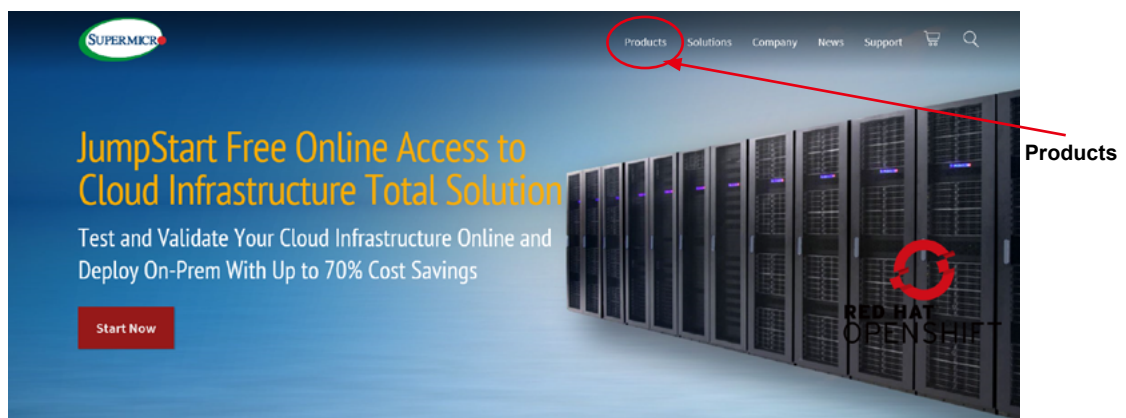 SUPERMICR
Products Solutions Company News Support
JumpStart Free Online Access to
Cloud Infrastructure Total Solution
Test and Validate Your Cloud Infrastructure Online and
Deploy On-Prem With Up to 70% Cost Savings
Start Now
RED HAT
OPENSHIFT
Products